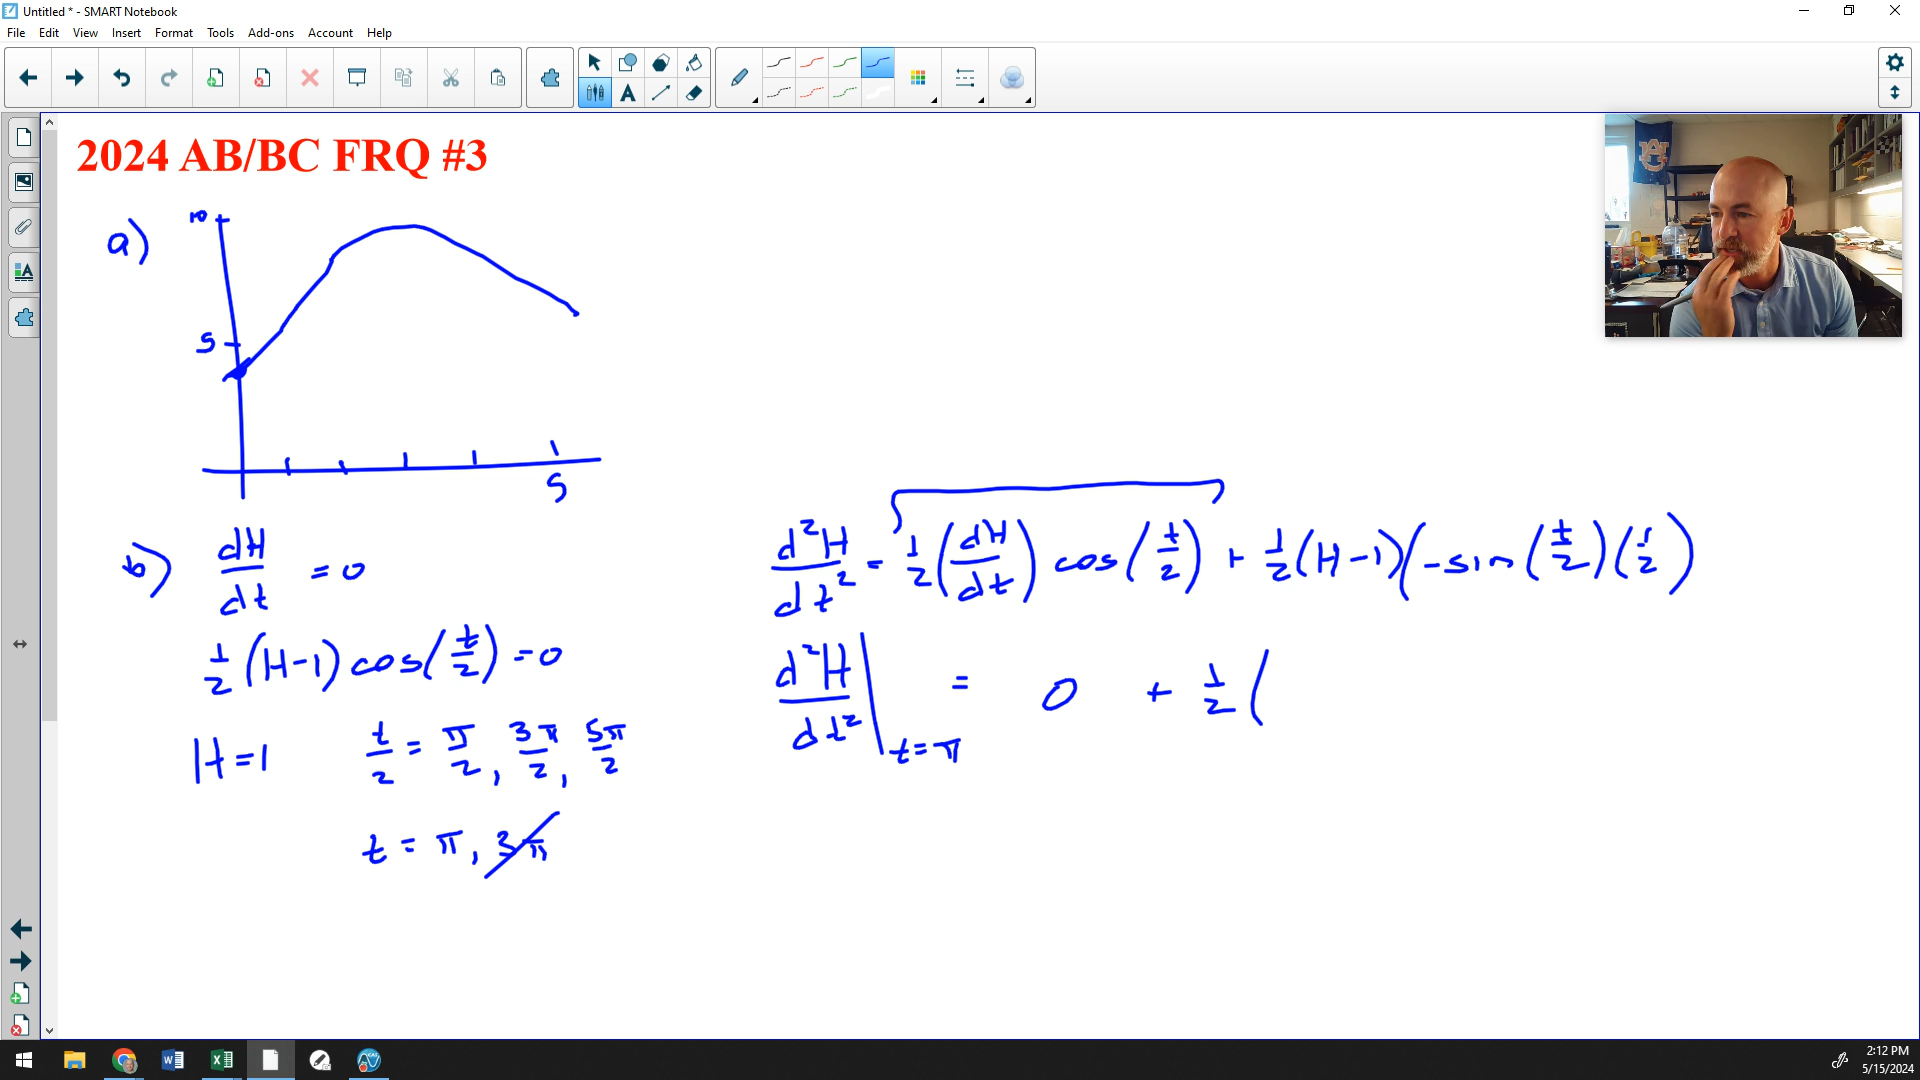 Untitled * - SMART Notebook
File Edit View Insert Format Tools Add-ons Account Help
2024 AB/BC FRQ #3
a)
10
5
5
b) dH/dt = 0
1/2 (H-1) cos(t/2) = 0
H = 1 t/2 = π/2, 3π/2, 5π/2
t = π, 3π
d²H/dt² = 1/2 (dH/dt) cos(t/2) + 1/2 (H-1)(-sin(t/2)(1/2)
d²H/dt² |t=π = 0 + 1/2 (
2:12 PM
5/15/2024